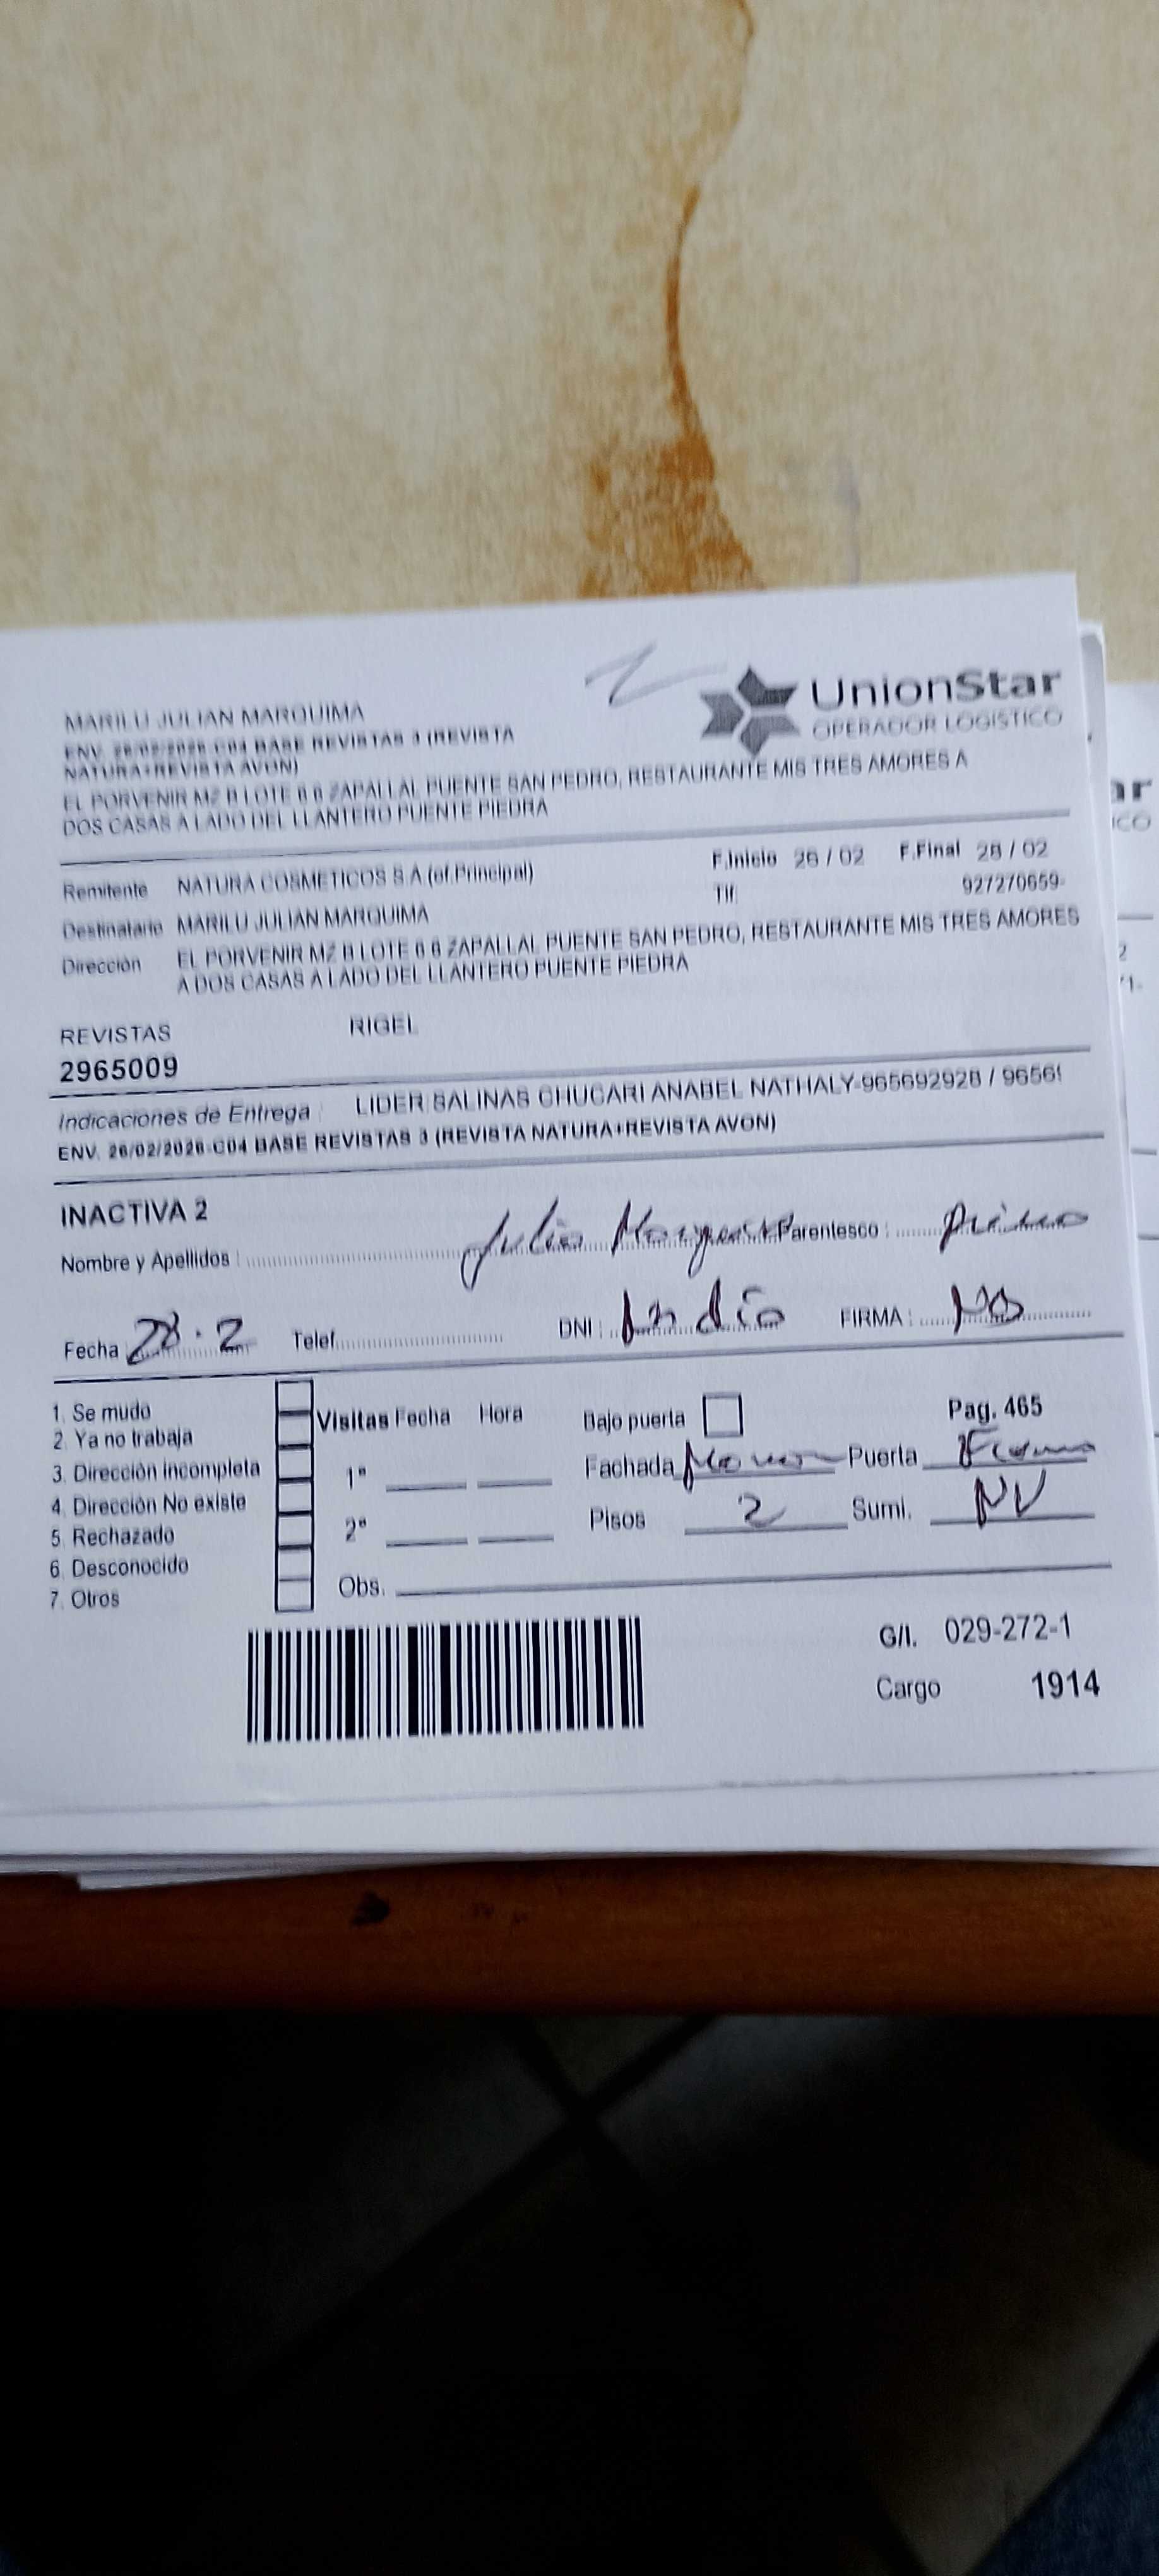 UnionStar
OPERADOR LOGISTICO
MARILU JULIAN MARQUIMA
ENV. 26/02/2026 C04 BASE REVISTAS 3 (REVISTA
NATURA+REVISTA AVON)
EL PORVENIR MZ B LOTE 6 6 ZAPALLAL PUENTE SAN PEDRO, RESTAURANTE MIS TRES AMORES A
DOS CASAS A LADO DEL LLANTERO PUENTE PIEDRA
Remitente NATURA COSMETICOS S.A (of.Principal) F.Inicio 26 / 02 F.Final 28 / 02
Destinatario MARILU JULIAN MARQUIMA Tlf 927270659-
Dirección EL PORVENIR MZ B LOTE 6 6 ZAPALLAL PUENTE SAN PEDRO, RESTAURANTE MIS TRES AMORES
A DOS CASAS A LADO DEL LLANTERO PUENTE PIEDRA
REVISTAS RIGEL
2965009
Indicaciones de Entrega : LIDER SALINAS CHUCARI ANABEL NATHALY-965692928 / 9656
ENV. 26/02/2026 C04 BASE REVISTAS 3 (REVISTA NATURA+REVISTA AVON)
INACTIVA 2
Nombre y Apellidos : Julio Parentesco : primo
Fecha 28.2 Telef. DNI : FIRMA : No
1. Se mudo
2. Ya no trabaja
3. Dirección incompleta
4. Dirección No existe
5. Rechazado
6. Desconocido
7. Otros
Visitas Fecha Hora
1ª
2ª
Obs.
Bajo puerta Pag. 465
Fachada Puerta
Pisos 2 Sumi. NV
G/I. 029-272-1
Cargo 1914